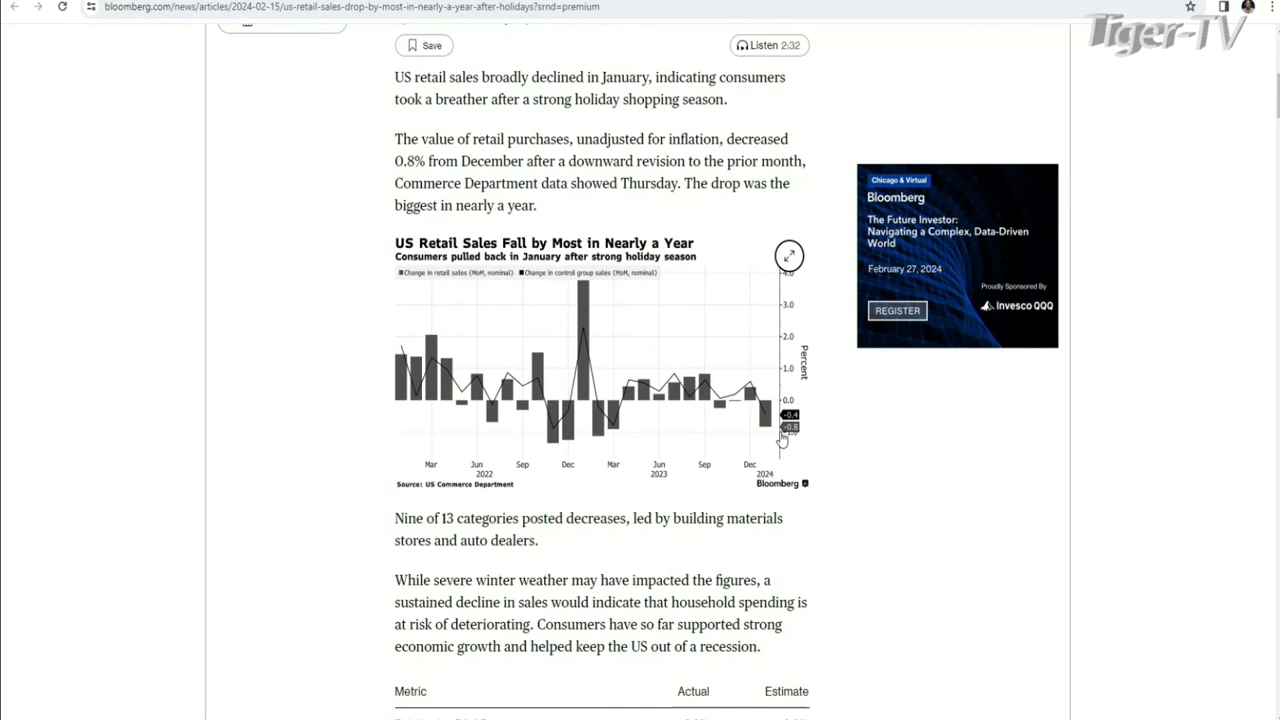 bloomberg.com/news/articles/2024-02-15/us-retail-sales-drop-by-most-in-nearly-a-year-after-holidays?srnd=premium
Tiger-TV
Save
Listen 2:32
US retail sales broadly declined in January, indicating consumers
took a breather after a strong holiday shopping season.
The value of retail purchases, unadjusted for inflation, decreased
0.8% from December after a downward revision to the prior month,
Commerce Department data showed Thursday. The drop was the
biggest in nearly a year.
US Retail Sales Fall by Most in Nearly a Year
Consumers pulled back in January after strong holiday season
Change in retail sales (MoM, nominal) Change in control group sales (MoM, nominal)
4.0
3.0
2.0
1.0
0.0
-0.4
-0.8
Percent
Mar Jun Sep Dec Mar Jun Sep Dec
2022 2023 2024
Source: US Commerce Department
Bloomberg
Chicago & Virtual
Bloomberg
The Future Investor:
Navigating a Complex, Data-Driven
World
February 27, 2024
Proudly Sponsored By
Invesco QQQ
REGISTER
Nine of 13 categories posted decreases, led by building materials
stores and auto dealers.
While severe winter weather may have impacted the figures, a
sustained decline in sales would indicate that household spending is
at risk of deteriorating. Consumers have so far supported strong
economic growth and helped keep the US out of a recession.
Metric Actual Estimate